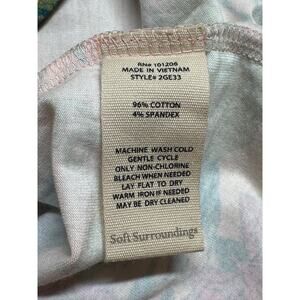 RN# 101206
MADE IN VIETNAM
STYLE# 2GE33
96% COTTON
4% SPANDEX
MACHINE WASH COLD
GENTLE CYCLE
ONLY NON-CHLORINE
BLEACH WHEN NEEDED
LAY FLAT TO DRY
WARM IRON IF NEEDED
MAY BE DRY CLEANED
Soft Surroundings